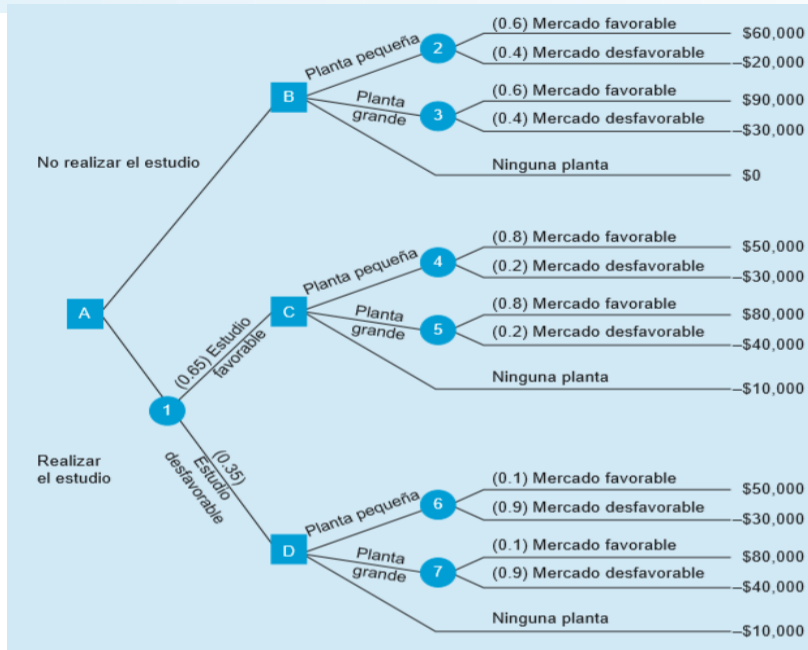 (0.6) Mercado favorable
$60,000
Planta pequeña
2
(0.4) Mercado desfavorable
–$20,000
B
(0.6) Mercado favorable
$90,000
Planta
grande
3
(0.4) Mercado desfavorable
–$30,000
No realizar el estudio
Ninguna planta
$0
(0.8) Mercado favorable
$50,000
Planta pequeña
4
(0.2) Mercado desfavorable
–$30,000
A
C
(0.8) Mercado favorable
$80,000
Planta
grande
5
(0.2) Mercado desfavorable
–$40,000
(0.65) Estudio
favorable
Ninguna planta
–$10,000
1
Realizar
el estudio
(0.35)
Estudio
desfavorable
(0.1) Mercado favorable
$50,000
Planta pequeña
6
(0.9) Mercado desfavorable
–$30,000
D
(0.1) Mercado favorable
$80,000
Planta
grande
7
(0.9) Mercado desfavorable
–$40,000
Ninguna planta
–$10,000